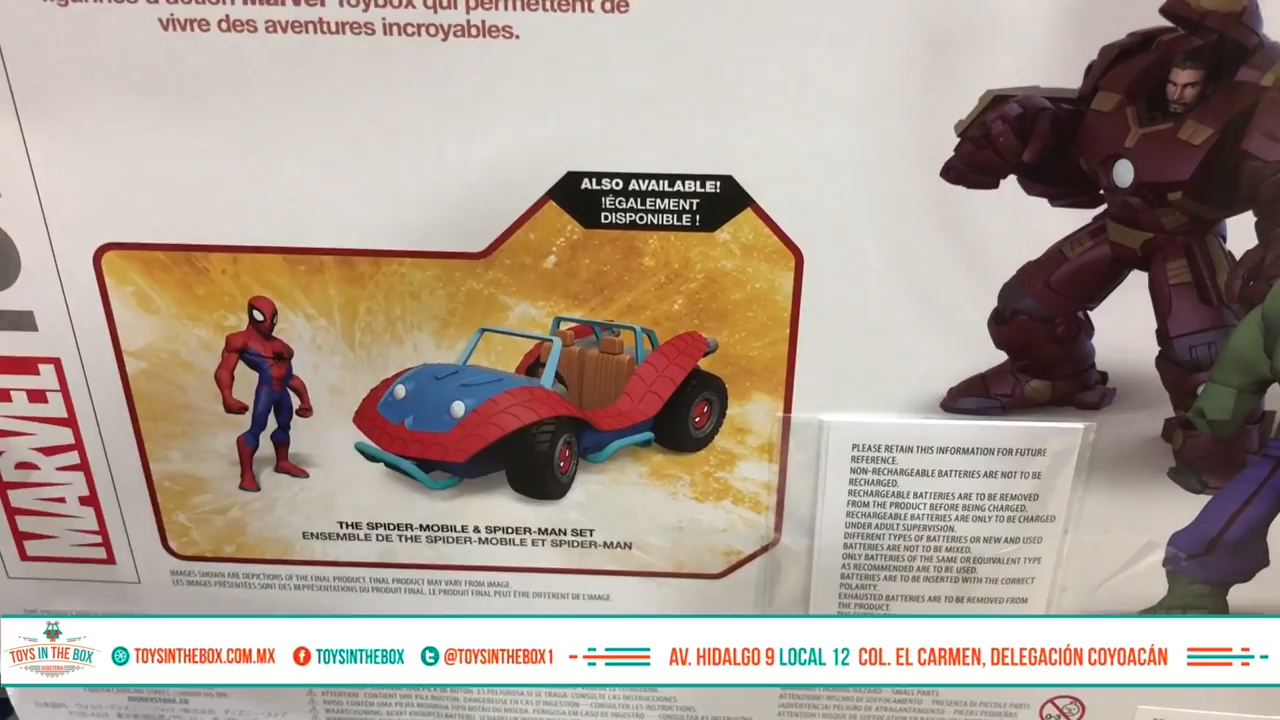 figurines d'action Marvel Toybox qui permettent de
vivre des aventures incroyables.
ALSO AVAILABLE!
!ÉGALEMENT
DISPONIBLE !
MARVEL
THE SPIDER-MOBILE & SPIDER-MAN SET
ENSEMBLE DE THE SPIDER-MOBILE ET SPIDER-MAN
IMAGES SHOWN ARE DEPICTIONS OF THE FINAL PRODUCT. FINAL PRODUCT MAY VARY FROM IMAGE.
LES IMAGES PRÉSENTÉES SONT DES REPRÉSENTATIONS DU PRODUIT FINAL. LE PRODUIT FINAL PEUT ÊTRE DIFFÉRENT DE L'IMAGE.
PLEASE RETAIN THIS INFORMATION FOR FUTURE
REFERENCE.
NON-RECHARGEABLE BATTERIES ARE NOT TO BE
RECHARGED.
RECHARGEABLE BATTERIES ARE TO BE REMOVED
FROM THE PRODUCT BEFORE BEING CHARGED.
RECHARGEABLE BATTERIES ARE ONLY TO BE CHARGED
UNDER ADULT SUPERVISION.
DIFFERENT TYPES OF BATTERIES OR NEW AND USED
BATTERIES ARE NOT TO BE MIXED.
ONLY BATTERIES OF THE SAME OR EQUIVALENT TYPE
AS RECOMMENDED ARE TO BE USED.
BATTERIES ARE TO BE INSERTED WITH THE CORRECT
POLARITY.
EXHAUSTED BATTERIES ARE TO BE REMOVED FROM
THE PRODUCT.
TOYS IN THE BOX
TOYSINTHEBOX.COM.MX
TOYSINTHEBOX
@TOYSINTHEBOX1
AV. HIDALGO 9 LOCAL 12 COL. EL CARMEN, DELEGACIÓN COYOACÁN